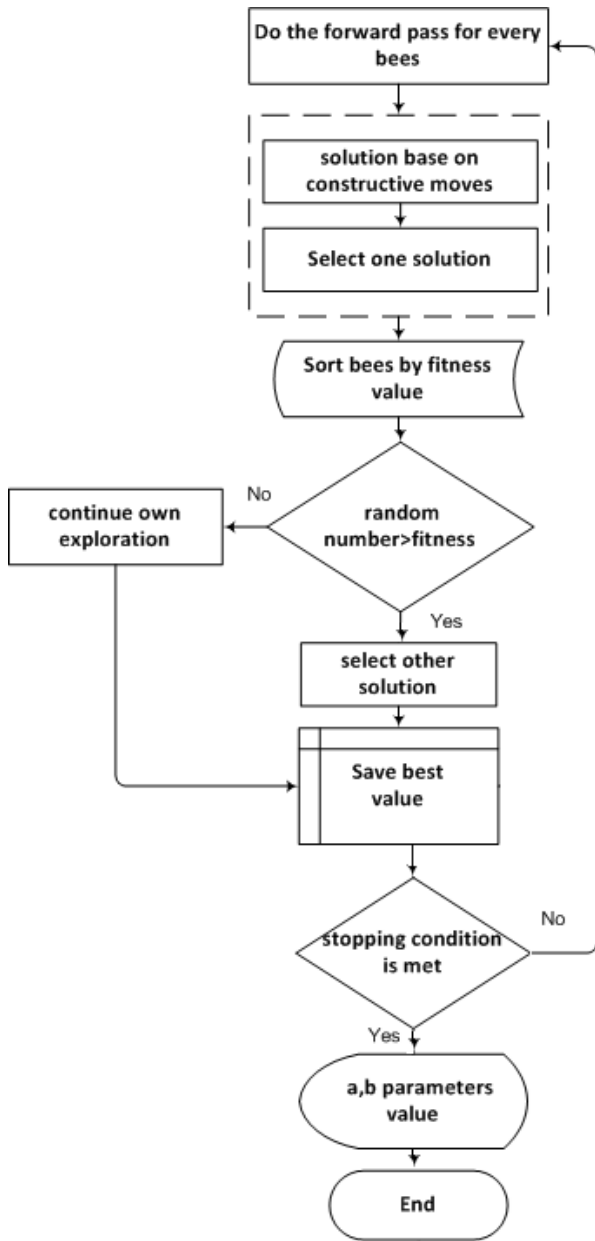 Do the forward pass for every
bees
solution base on
constructive moves
Select one solution
Sort bees by fitness
value
No
continue own
exploration
random
number>fitness
Yes
select other
solution
Save best
value
No
stopping condition
is met
Yes
a,b parameters
value
End